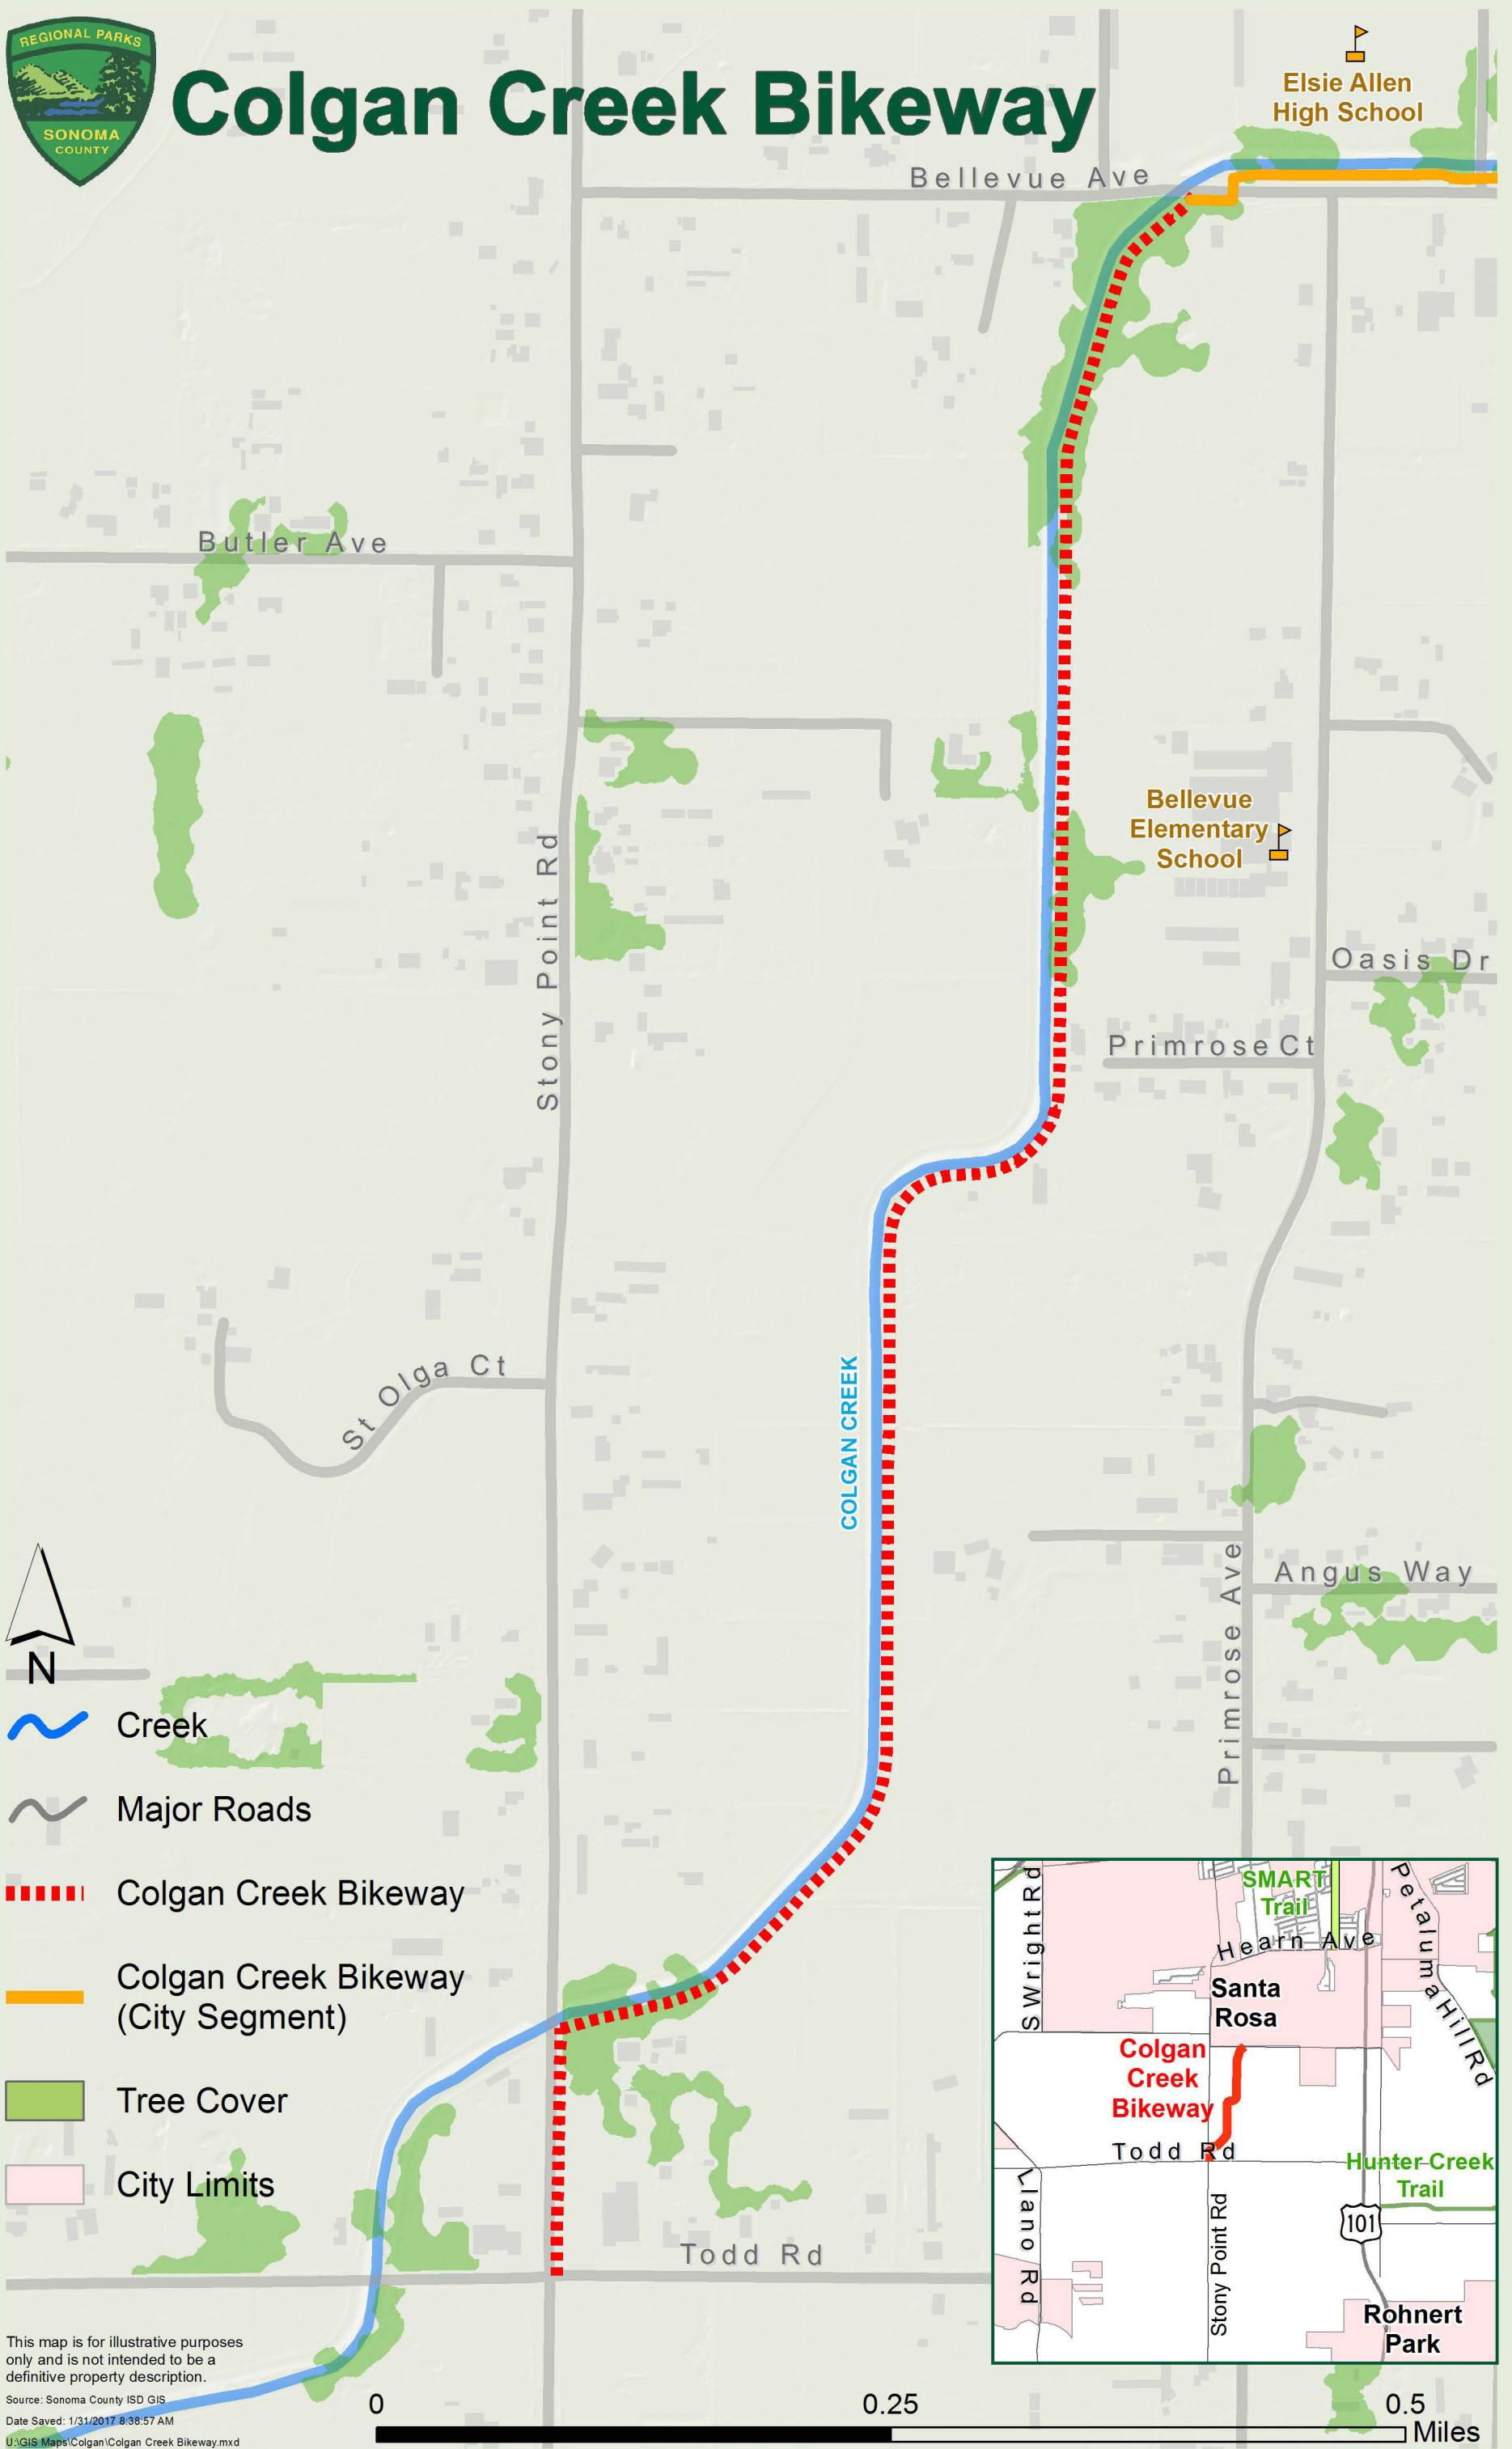 REGIONAL PARKS
SONOMA
COUNTY
Colgan Creek Bikeway
Elsie Allen
High School
Bellevue Ave
Butler Ave
Stony Point Rd
Bellevue
Elementary
School
Oasis Dr
Primrose Ct
St Olga Ct
COLGAN CREEK
Primrose Ave
Angus Way
N
Creek
Major Roads
Colgan Creek Bikeway
Colgan Creek Bikeway
(City Segment)
Tree Cover
City Limits
Todd Rd
SMART
Trail
S Wright Rd
Hearn Ave
Petaluma Hill Rd
Santa
Rosa
Colgan
Creek
Bikeway
Todd Rd
Llano Rd
Stony Point Rd
Hunter Creek
Trail
101
Rohnert
Park
This map is for illustrative purposes
only and is not intended to be a
definitive property description.
Source: Sonoma County ISD GIS
Date Saved: 1/31/2017 8:38:57 AM
U:\GIS Maps\Colgan\Colgan Creek Bikeway.mxd
0 0.25 0.5
Miles